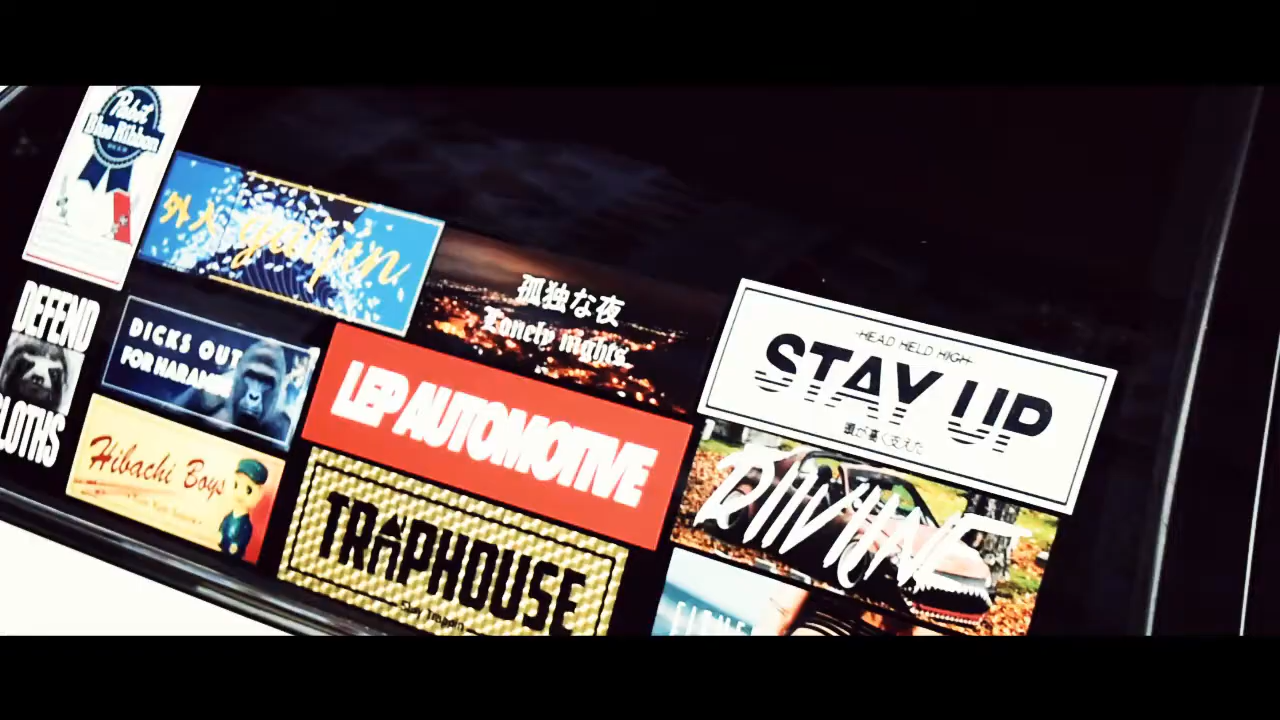 Pabst
Blue Ribbon
BEER
外人 gaijin
孤独な夜
Lonely nights
HEAD HELD HIGH
STAY UP
DEFEND
SLOTHS
DICKS OUT
FOR HARAMBE
LEP AUTOMOTIVE
Hibachi Boys
TRAPHOUSE